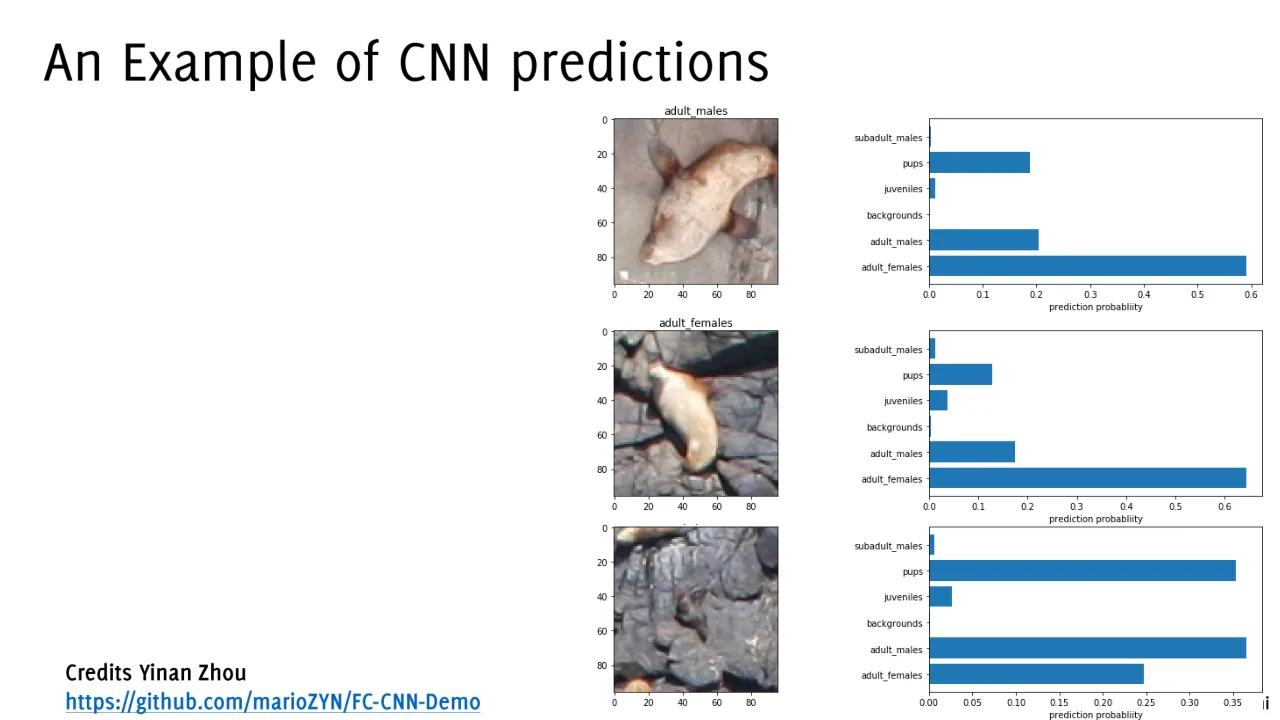 An Example of CNN predictions
adult_males
0
20
40
60
80
0 20 40 60 80
subadult_males
pups
juveniles
backgrounds
adult_males
adult_females
0.0 0.1 0.2 0.3 0.4 0.5 0.6
prediction probabliity
adult_females
0
20
40
60
80
0 20 40 60 80
subadult_males
pups
juveniles
backgrounds
adult_males
adult_females
0.0 0.1 0.2 0.3 0.4 0.5 0.6
prediction probabliity
0
20
40
60
80
0 20 40 60 80
subadult_males
pups
juveniles
backgrounds
adult_males
adult_females
0.00 0.05 0.10 0.15 0.20 0.25 0.30 0.35
prediction probabliity
Credits Yinan Zhou
https://github.com/marioZYN/FC-CNN-Demo